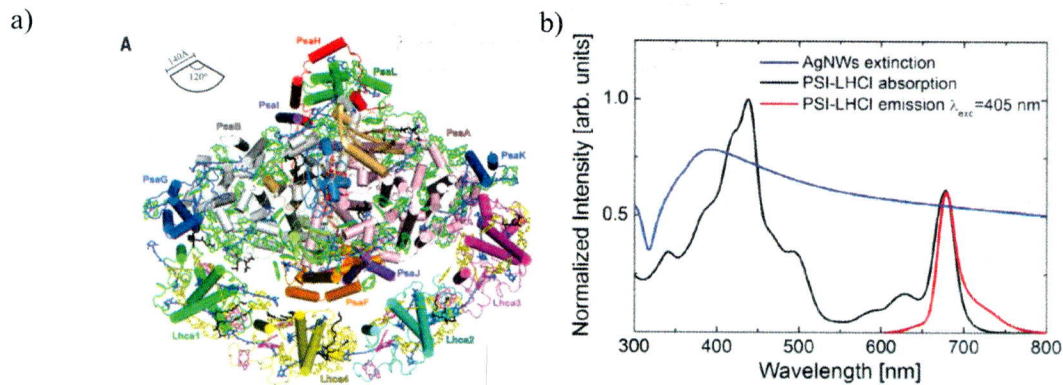 a)
A
140Å
120°
PsaH
PsaL
PsaI
PsaB
PsaA
PsaK
PsaG
PsaJ
PsaF
Lhca3
Lhca1
Lhca2
Lhca4
b)
Normalized Intensity [arb. units]
1.0
0.5
AgNWs extinction
PSI-LHCI absorption
PSI-LHCI emission λexc=405 nm
300 400 500 600 700 800
Wavelength [nm]